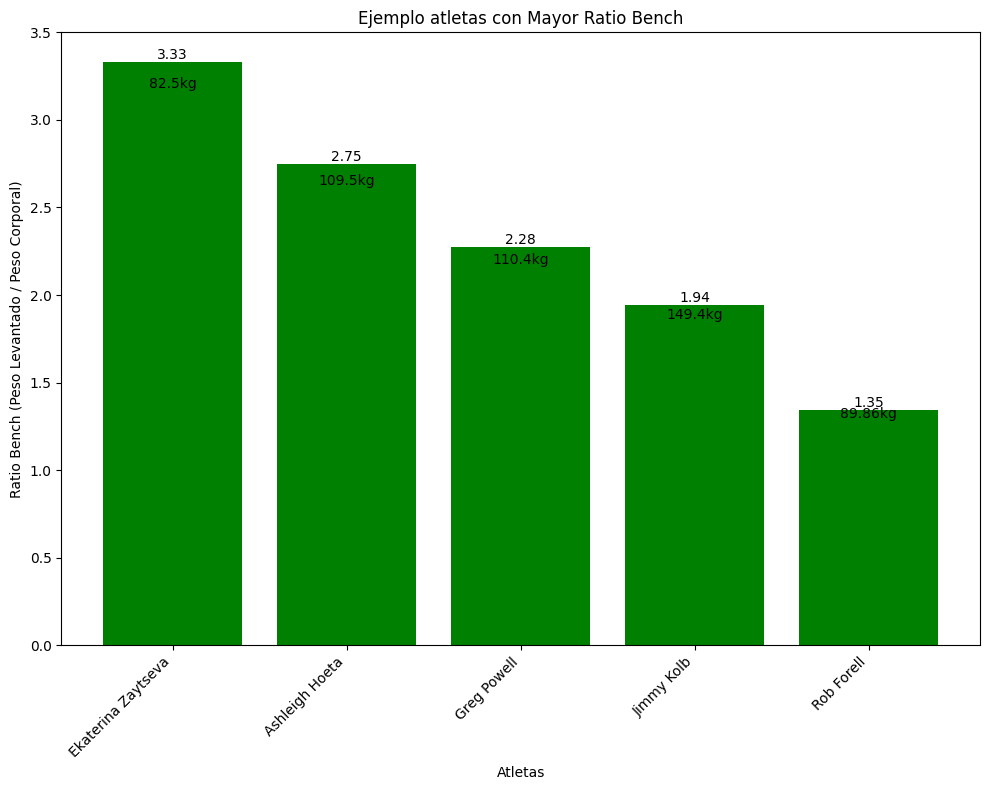 Ejemplo atletas con Mayor Ratio Bench
Ratio Bench (Peso Levantado / Peso Corporal)
3.5
3.0
2.5
2.0
1.5
1.0
0.5
0.0
3.33
82.5kg
2.75
109.5kg
2.28
110.4kg
1.94
149.4kg
1.35
89.86kg
Ekaterina Zaytseva
Ashleigh Hoeta
Greg Powell
Jimmy Kolb
Rob Forell
Atletas